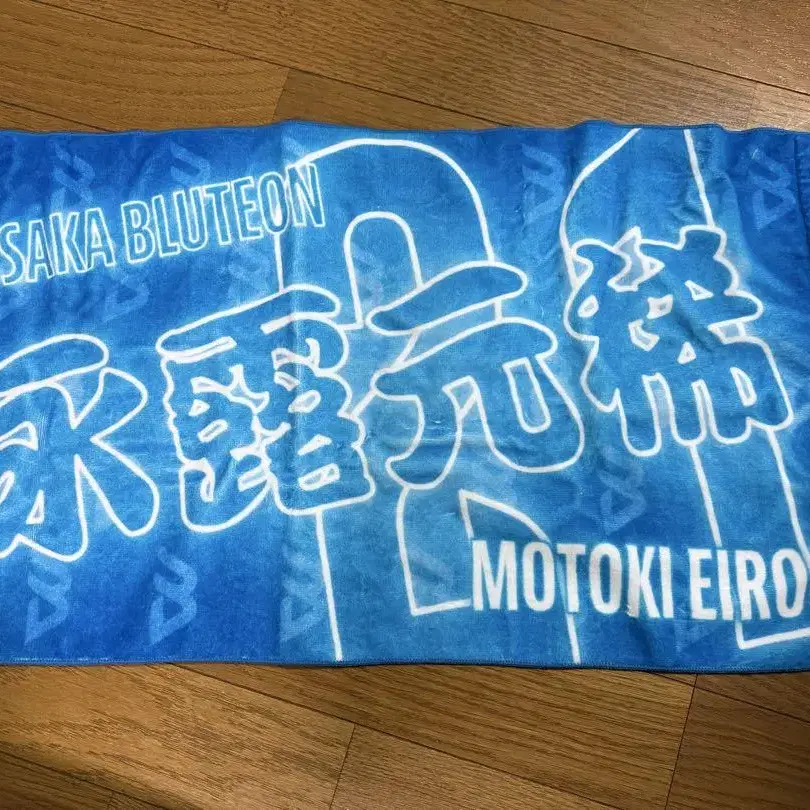 SAKA BLUTEON
永露元稀
MOTOKI EIRO